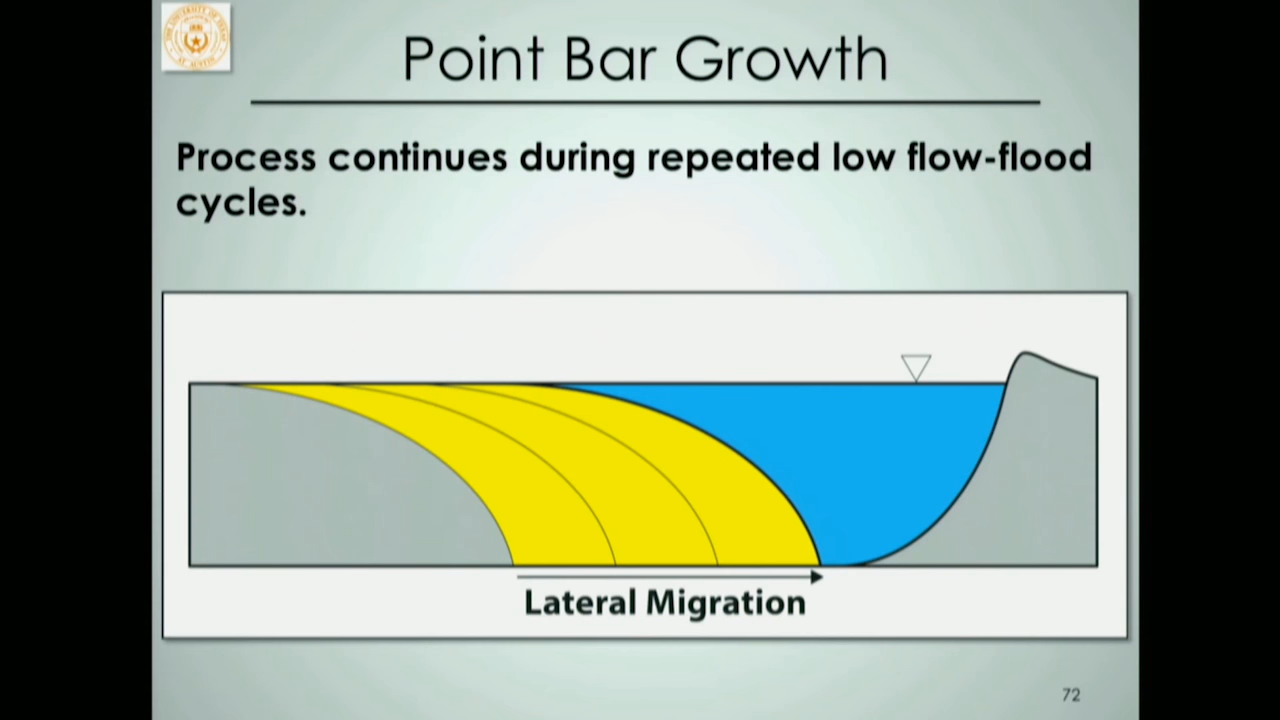 Point Bar Growth
Process continues during repeated low flow-flood
cycles.
Lateral Migration
72